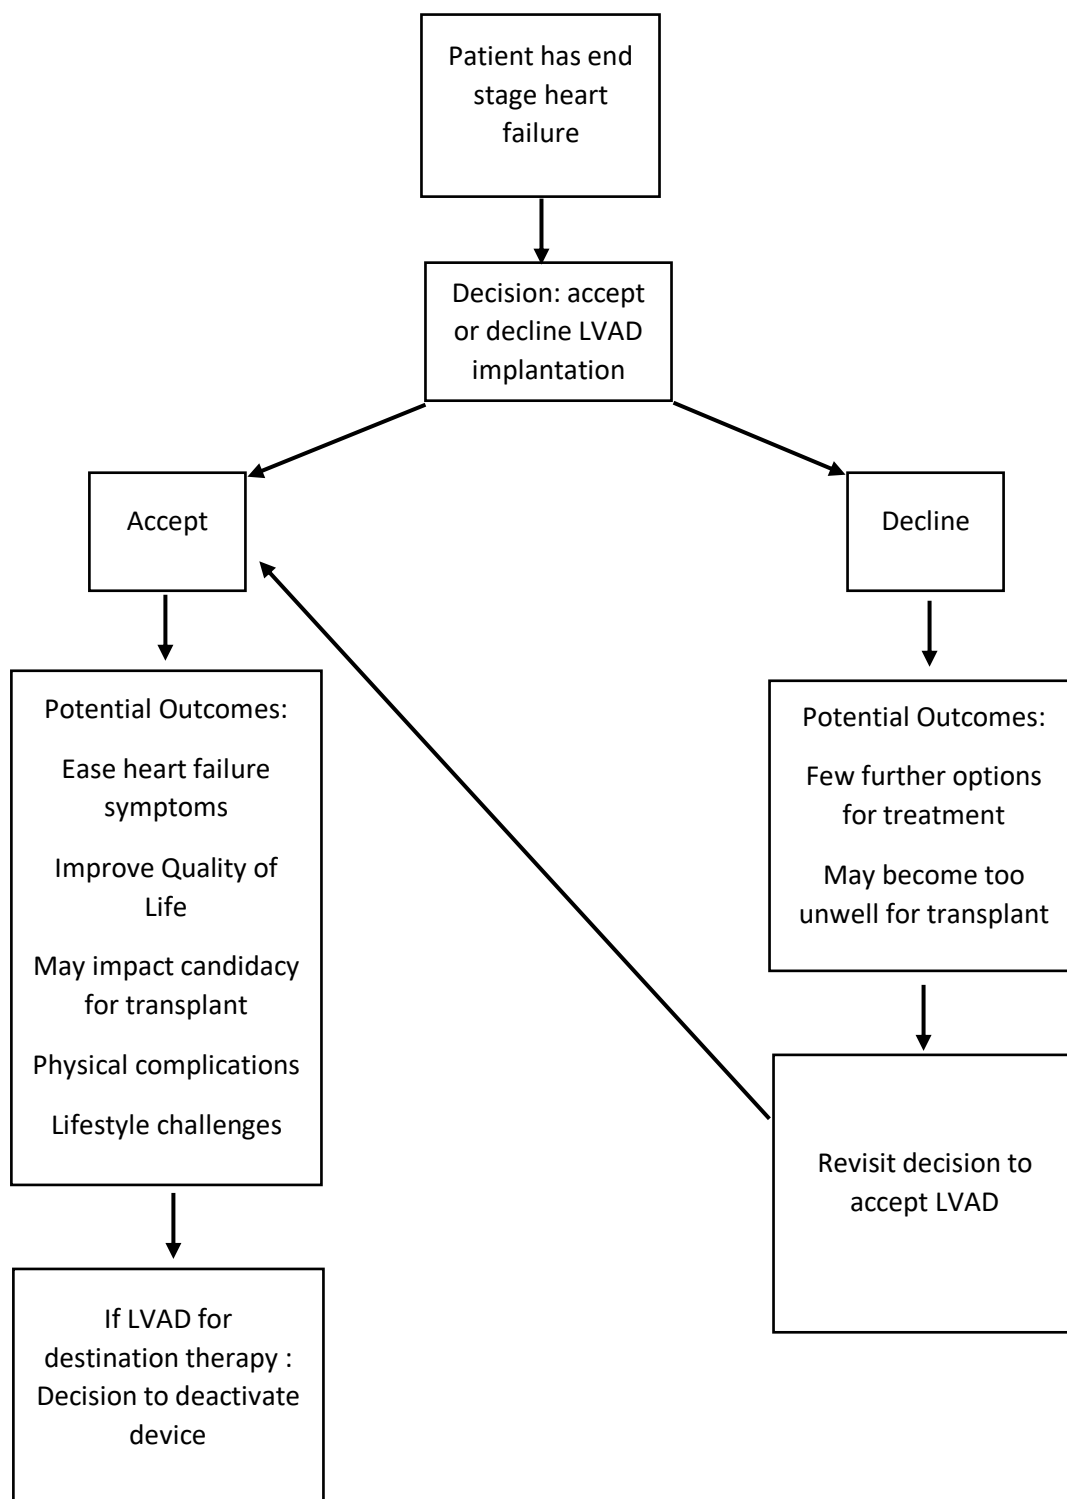 Patient has end
stage heart
failure
Decision: accept
or decline LVAD
implantation
Accept
Decline
Potential Outcomes:
Ease heart failure
symptoms
Improve Quality of
Life
May impact candidacy
for transplant
Physical complications
Lifestyle challenges
Potential Outcomes:
Few further options
for treatment
May become too
unwell for transplant
Revisit decision to
accept LVAD
If LVAD for
destination therapy :
Decision to deactivate
device